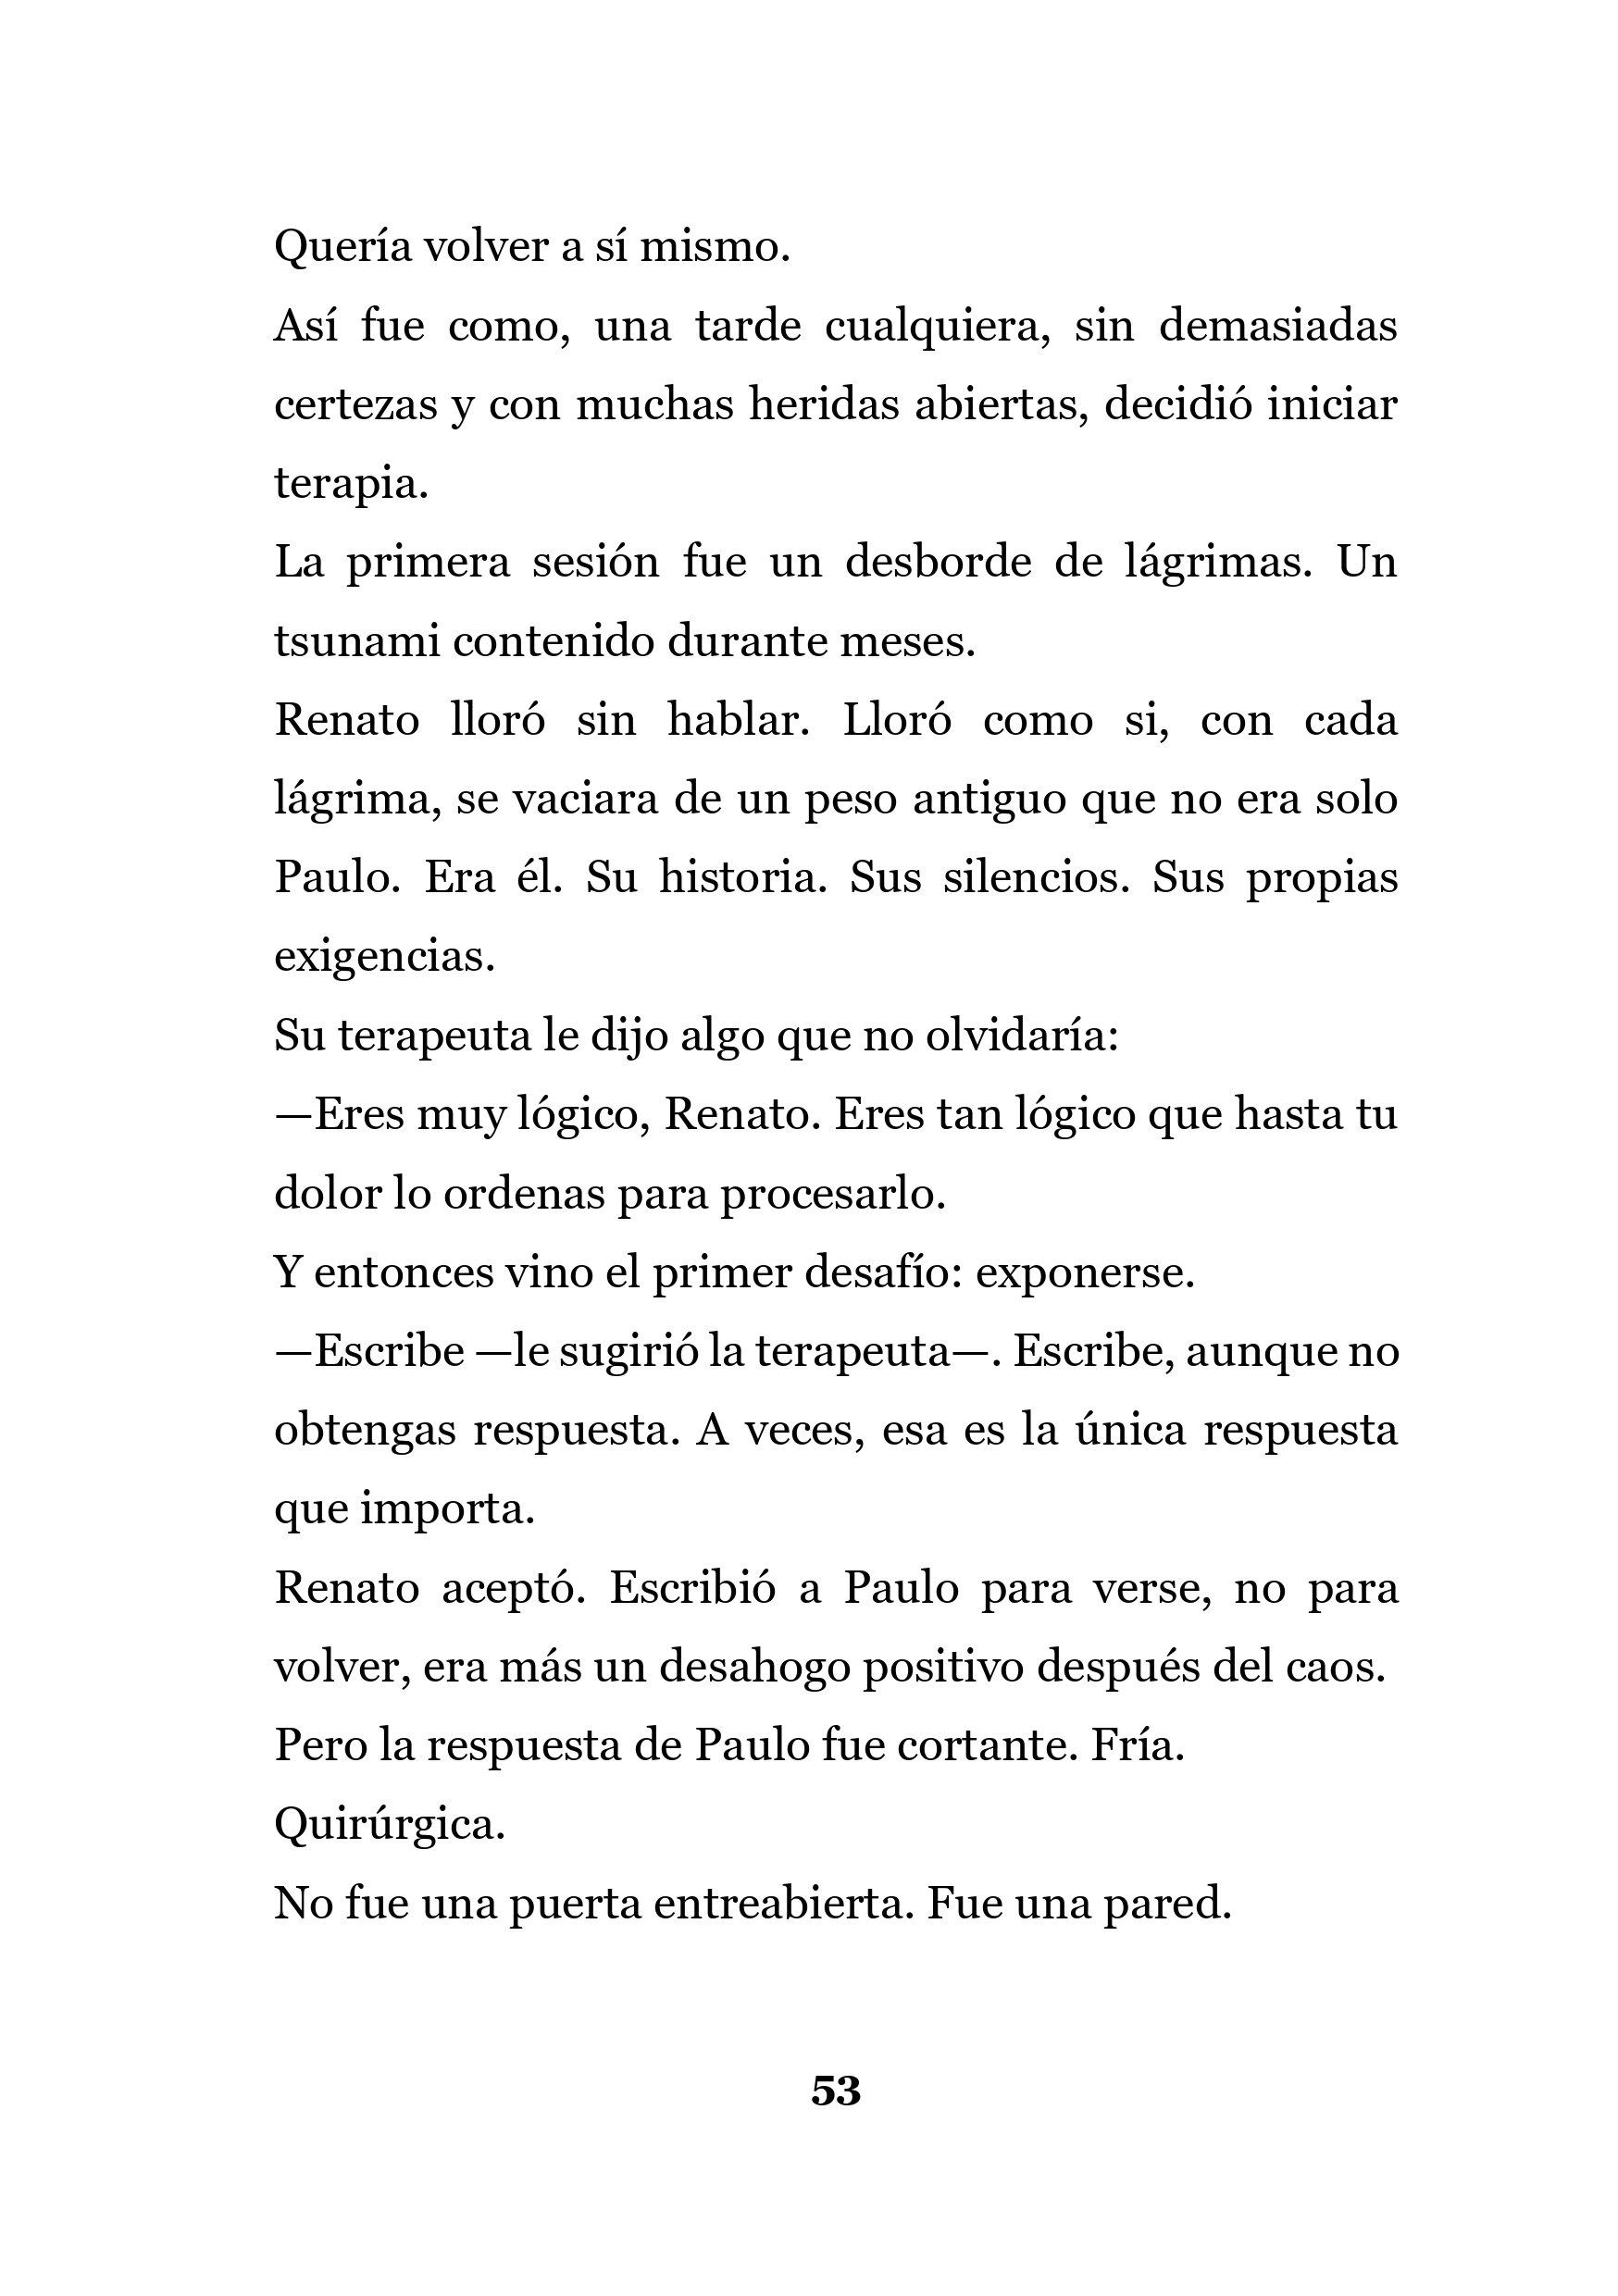 Quería volver a sí mismo.
Así fue como, una tarde cualquiera, sin demasiadas
certezas y con muchas heridas abiertas, decidió iniciar
terapia.
La primera sesión fue un desborde de lágrimas. Un
tsunami contenido durante meses.
Renato lloró sin hablar. Lloró como si, con cada
lágrima, se vaciara de un peso antiguo que no era solo
Paulo. Era él. Su historia. Sus silencios. Sus propias
exigencias.
Su terapeuta le dijo algo que no olvidaría:
—Eres muy lógico, Renato. Eres tan lógico que hasta tu
dolor lo ordenas para procesarlo.
Y entonces vino el primer desafío: exponerse.
—Escribe —le sugirió la terapeuta—. Escribe, aunque no
obtengas respuesta. A veces, esa es la única respuesta
que importa.
Renato aceptó. Escribió a Paulo para verse, no para
volver, era más un desahogo positivo después del caos.
Pero la respuesta de Paulo fue cortante. Fría.
Quirúrgica.
No fue una puerta entreabierta. Fue una pared.
53